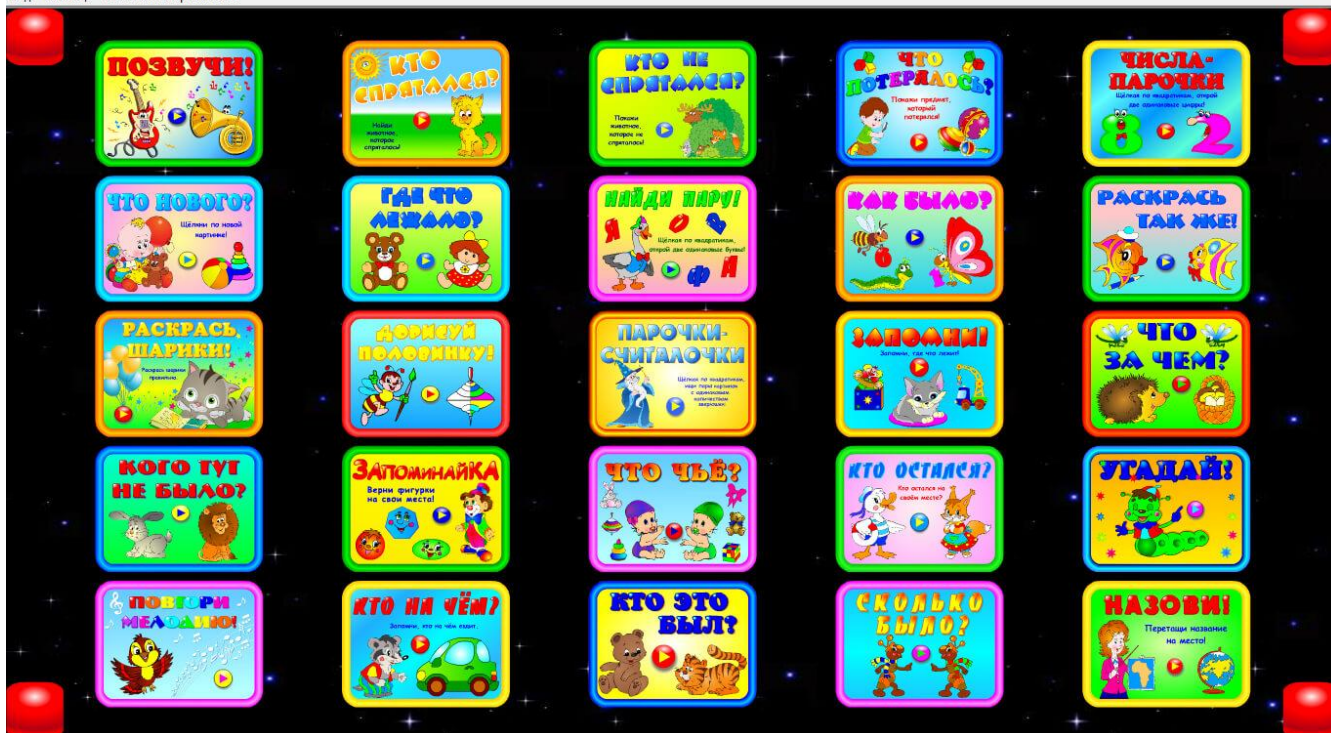 ПОЗВУЧИ!
КТО
СПРЯТАЛСЯ?
Найди
животное,
которое
спряталось!
КТО НЕ
СПРЯТАЛСЯ?
Покажи
животное,
которое не
спряталось!
ЧТО
ПОТЕРЯЛОСЬ?
Покажи предмет,
который
потерялся!
ЧИСЛА-
ПАРОЧКИ
Щёлкая по квадратикам, открой
две одинаковые цифры!
8 2
ЧТО НОВОГО?
Щёлкни по новой
картинке!
ГДЕ ЧТО
ЛЕЖАЛО?
НАЙДИ ПАРУ!
Я О В
Щёлкая по квадратикам,
открой две одинаковые буквы!
Ф Я
КАК БЫЛО?
РАСКРАСЬ
ТАК ЖЕ!
РАСКРАСЬ
ШАРИКИ!
Раскрась шарики
правильно.
ДОРИСУЙ
ПОЛОВИНКУ!
ПАРОЧКИ-
СЧИТАЛОЧКИ
Щёлкая по квадратикам,
ищи пары картинок
с одинаковым
количеством
зверюшек!
ЗАПОМНИ!
Запомни, где что лежит!
ЧТО
ЗА ЧЕМ?
КОГО ТУТ
НЕ БЫЛО?
ЗАПОМИНАЙКА
Верни фигурки
на свои места!
ЧТО ЧЬЁ?
КТО ОСТАЛСЯ?
Кто остался на
своём месте?
УГАДАЙ!
ПОВТОРИ
МЕЛОДИЮ!
КТО НА ЧЁМ?
Запомни, кто на чём ездит.
КТО ЭТО
БЫЛ?
СКОЛЬКО
БЫЛО?
НАЗОВИ!
Перетащи название
на место!